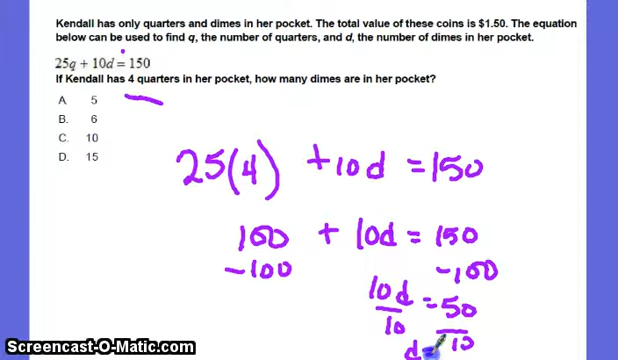 Kendall has only quarters and dimes in her pocket. The total value of these coins is $1.50. The equation
below can be used to find q, the number of quarters, and d, the number of dimes in her pocket.
25q + 10d = 150
If Kendall has 4 quarters in her pocket, how many dimes are in her pocket?
A. 5
B. 6
C. 10
D. 15
25(4) +10d =150
100 + 10d = 150
-100 -100
10d = 50
10 10
d =
Screencast-O-Matic.com